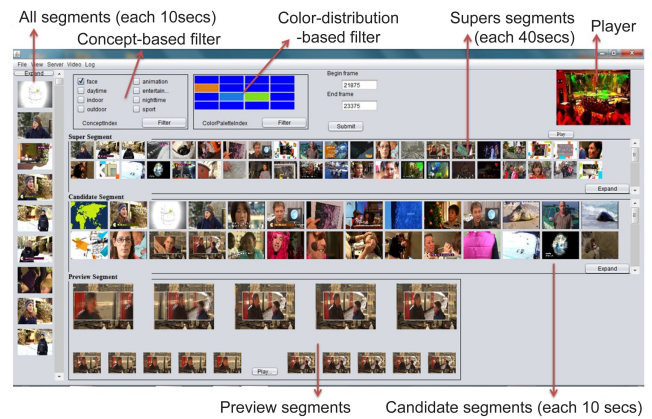 All segments (each 10secs)
Concept-based filter
Color-distribution
-based filter
Supers segments
(each 40secs)
Player
File View Server Video Log
Expand
face
animation
daytime
entertain...
indoor
nighttime
outdoor
sport
ConceptIndex
Filter
ColorPaletteIndex
Filter
Begin frame
21875
End frame
23375
Submit
Play
Super Segment
Expand
Candidate Segment
Expand
Preview Segment
Play...
Preview segments
Candidate segments (each 10 secs)